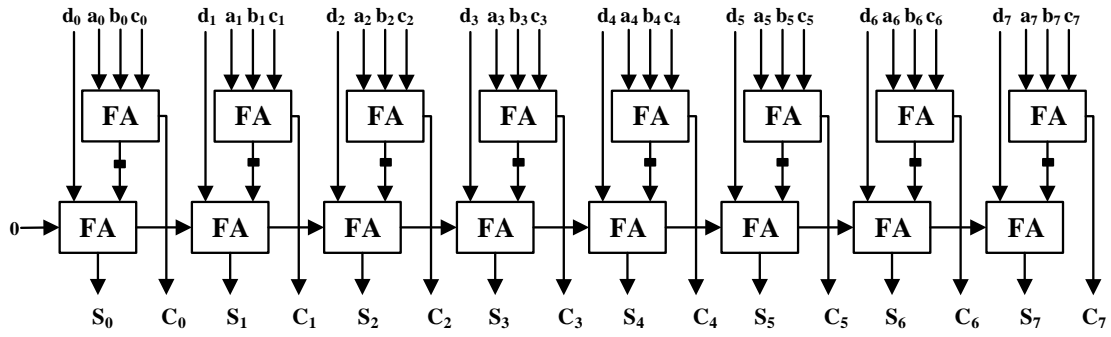 d₀ a₀ b₀ c₀ d₁ a₁ b₁ c₁ d₂ a₂ b₂ c₂ d₃ a₃ b₃ c₃ d₄ a₄ b₄ c₄ d₅ a₅ b₅ c₅ d₆ a₆ b₆ c₆ d₇ a₇ b₇ c₇
FA FA FA FA FA FA FA FA
0 FA FA FA FA FA FA FA FA
S₀ C₀ S₁ C₁ S₂ C₂ S₃ C₃ S₄ C₄ S₅ C₅ S₆ C₆ S₇ C₇